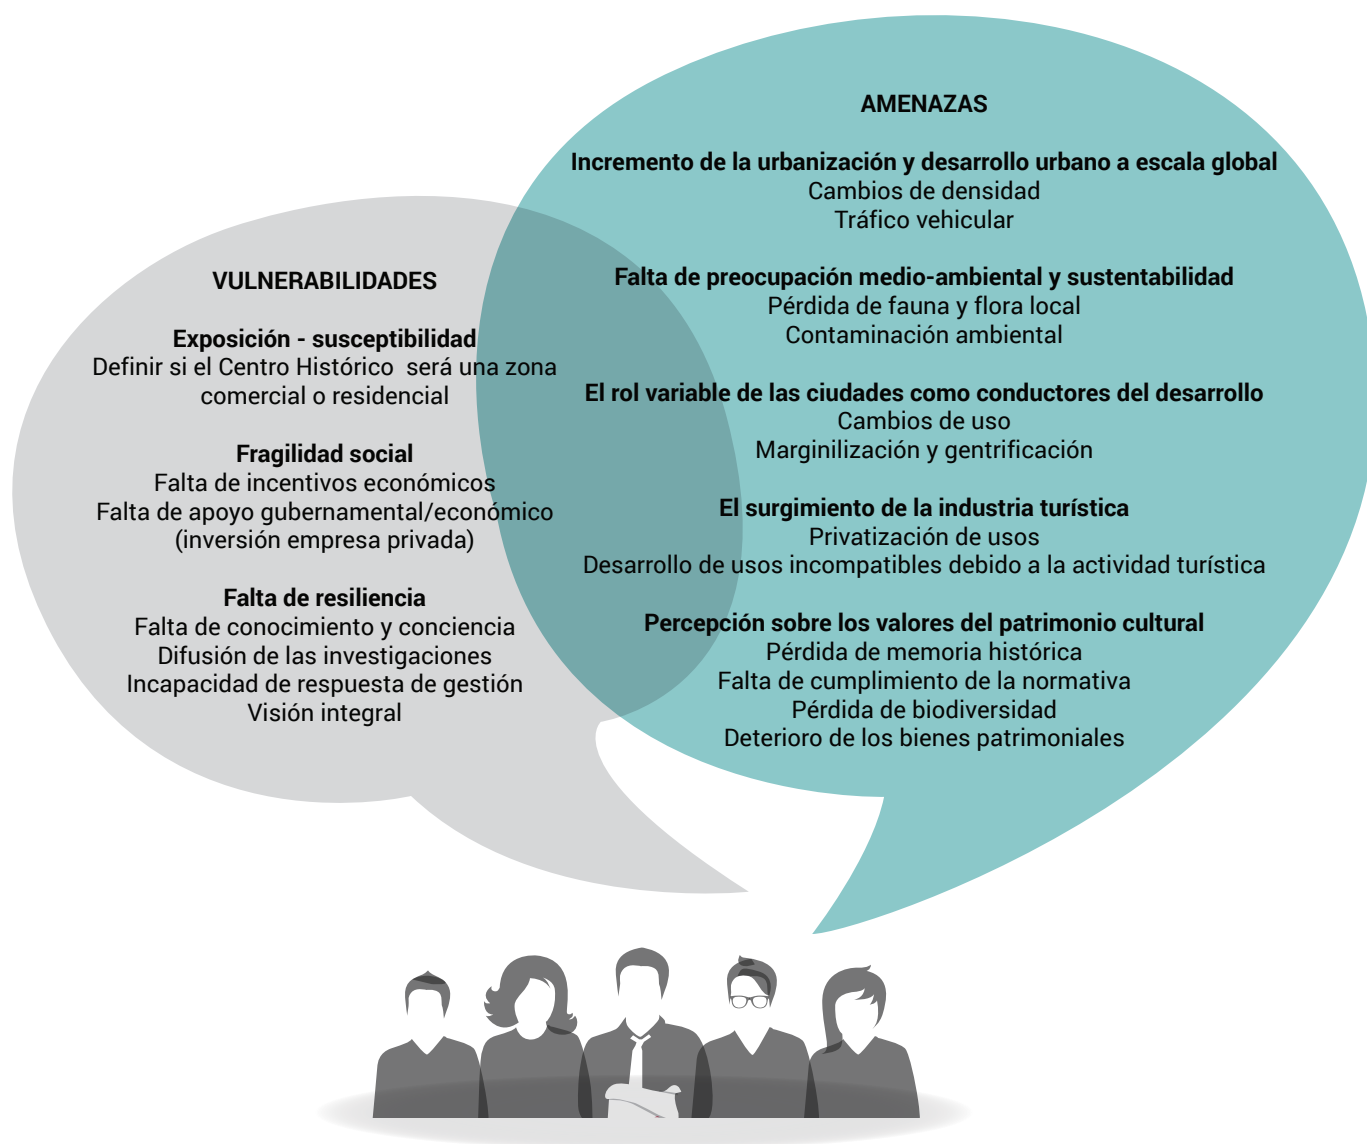 VULNERABILIDADES
Exposición - susceptibilidad
Definir si el Centro Histórico será una zona
comercial o residencial
Fragilidad social
Falta de incentivos económicos
Falta de apoyo gubernamental/económico
(inversión empresa privada)
Falta de resiliencia
Falta de conocimiento y conciencia
Difusión de las investigaciones
Incapacidad de respuesta de gestión
Visión integral
AMENAZAS
Incremento de la urbanización y desarrollo urbano a escala global
Cambios de densidad
Tráfico vehicular
Falta de preocupación medio-ambiental y sustentabilidad
Pérdida de fauna y flora local
Contaminación ambiental
El rol variable de las ciudades como conductores del desarrollo
Cambios de uso
Marginilización y gentrificación
El surgimiento de la industria turística
Privatización de usos
Desarrollo de usos incompatibles debido a la actividad turística
Percepción sobre los valores del patrimonio cultural
Pérdida de memoria histórica
Falta de cumplimiento de la normativa
Pérdida de biodiversidad
Deterioro de los bienes patrimoniales